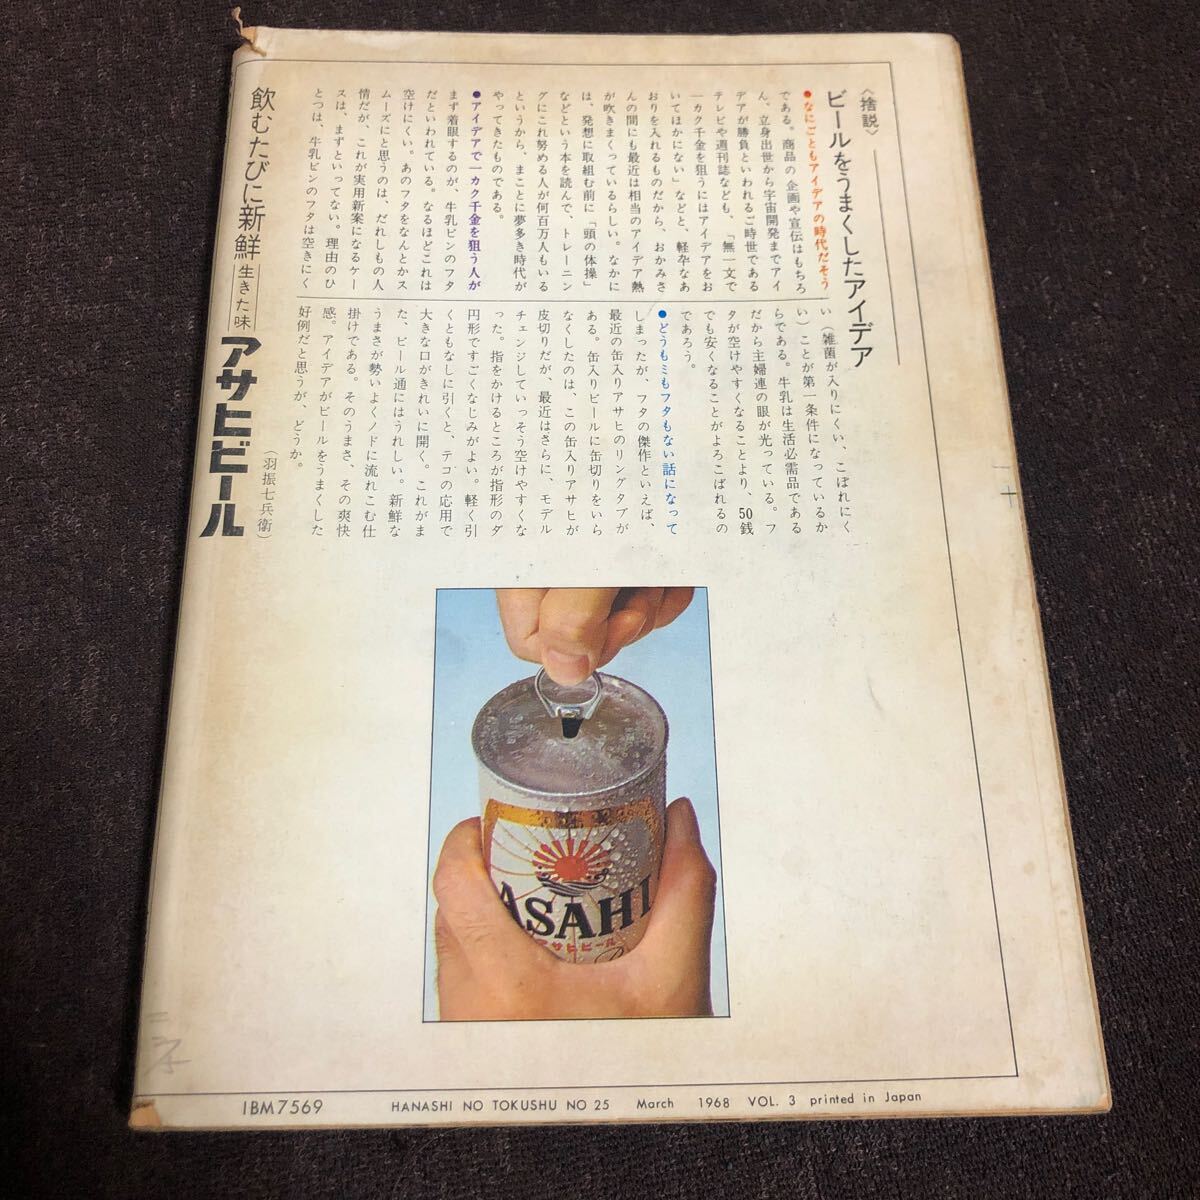 〈捨説〉
ビールをうまくしたアイデア
●なにごともアイデアの時代だそう
である。商品の企画や宣伝はもちろ
ん、立身出世から宇宙開発までアイ
デアが勝負といわれるご時世である
テレビや週刊誌なども、「無一文で
一カク千金を狙うにはアイデアをお
いてほかにない」などと、軽卒なあ
おりを入れるものだから、おかみさ
んの間にも最近は相当のアイデア熱
が吹きまくっているらしい。なかに
は、発想に取組む前に「頭の体操」
などという本を読んで、トレーニン
グにこれ努める人が何百万人もいる
というから、まことに夢多き時代が
やってきたものである。
●アイデアで一カク千金を狙う人が
まず着眼するのが、牛乳ビンのフタ
だといわれている。なるほどこれは
空けにくい。あのフタをなんとかス
ムーズにと思うのは、だれしもの人
情だが、これが実用新案になるケー
スは、まずといってない。理由のひ
とつは、牛乳ビンのフタは空きにく
い（雑菌が入りにくい、こぼれにく
い）ことが第一条件になっているか
らである。牛乳は生活必需品である
だから主婦連の眼が光っている。フ
タが空けやすくなることより、50銭
でも安くなることがよろこばれるの
であろう。
●どうもミもフタもない話になって
しまったが、フタの傑作といえば、
最近の缶入りアサヒのリングタブが
ある。缶入りビールに缶切りをいら
なくしたのは、この缶入りアサヒが
皮切りだが、最近はさらに、モデル
チェンジしていっそう空けやすくな
った。指をかけるところが指形のダ
円形ですごくなじみがよい。軽く引
くともなしに引くと、テコの応用で
大きな口がきれいに開く。これがま
た、ビール通にはうれしい。新鮮な
うまさが勢いよくノドに流れこむ仕
掛けである。そのうまさ、その爽快
感。アイデアがビールをうまくした
好例だと思うが、どうか。
（羽振七兵衛）
飲むたびに新鮮
生きた味
アサヒビール
ASAHI
アサヒビール
IBM7569
HANASHI NO TOKUSHU NO 25 March 1968 VOL. 3 printed in Japan